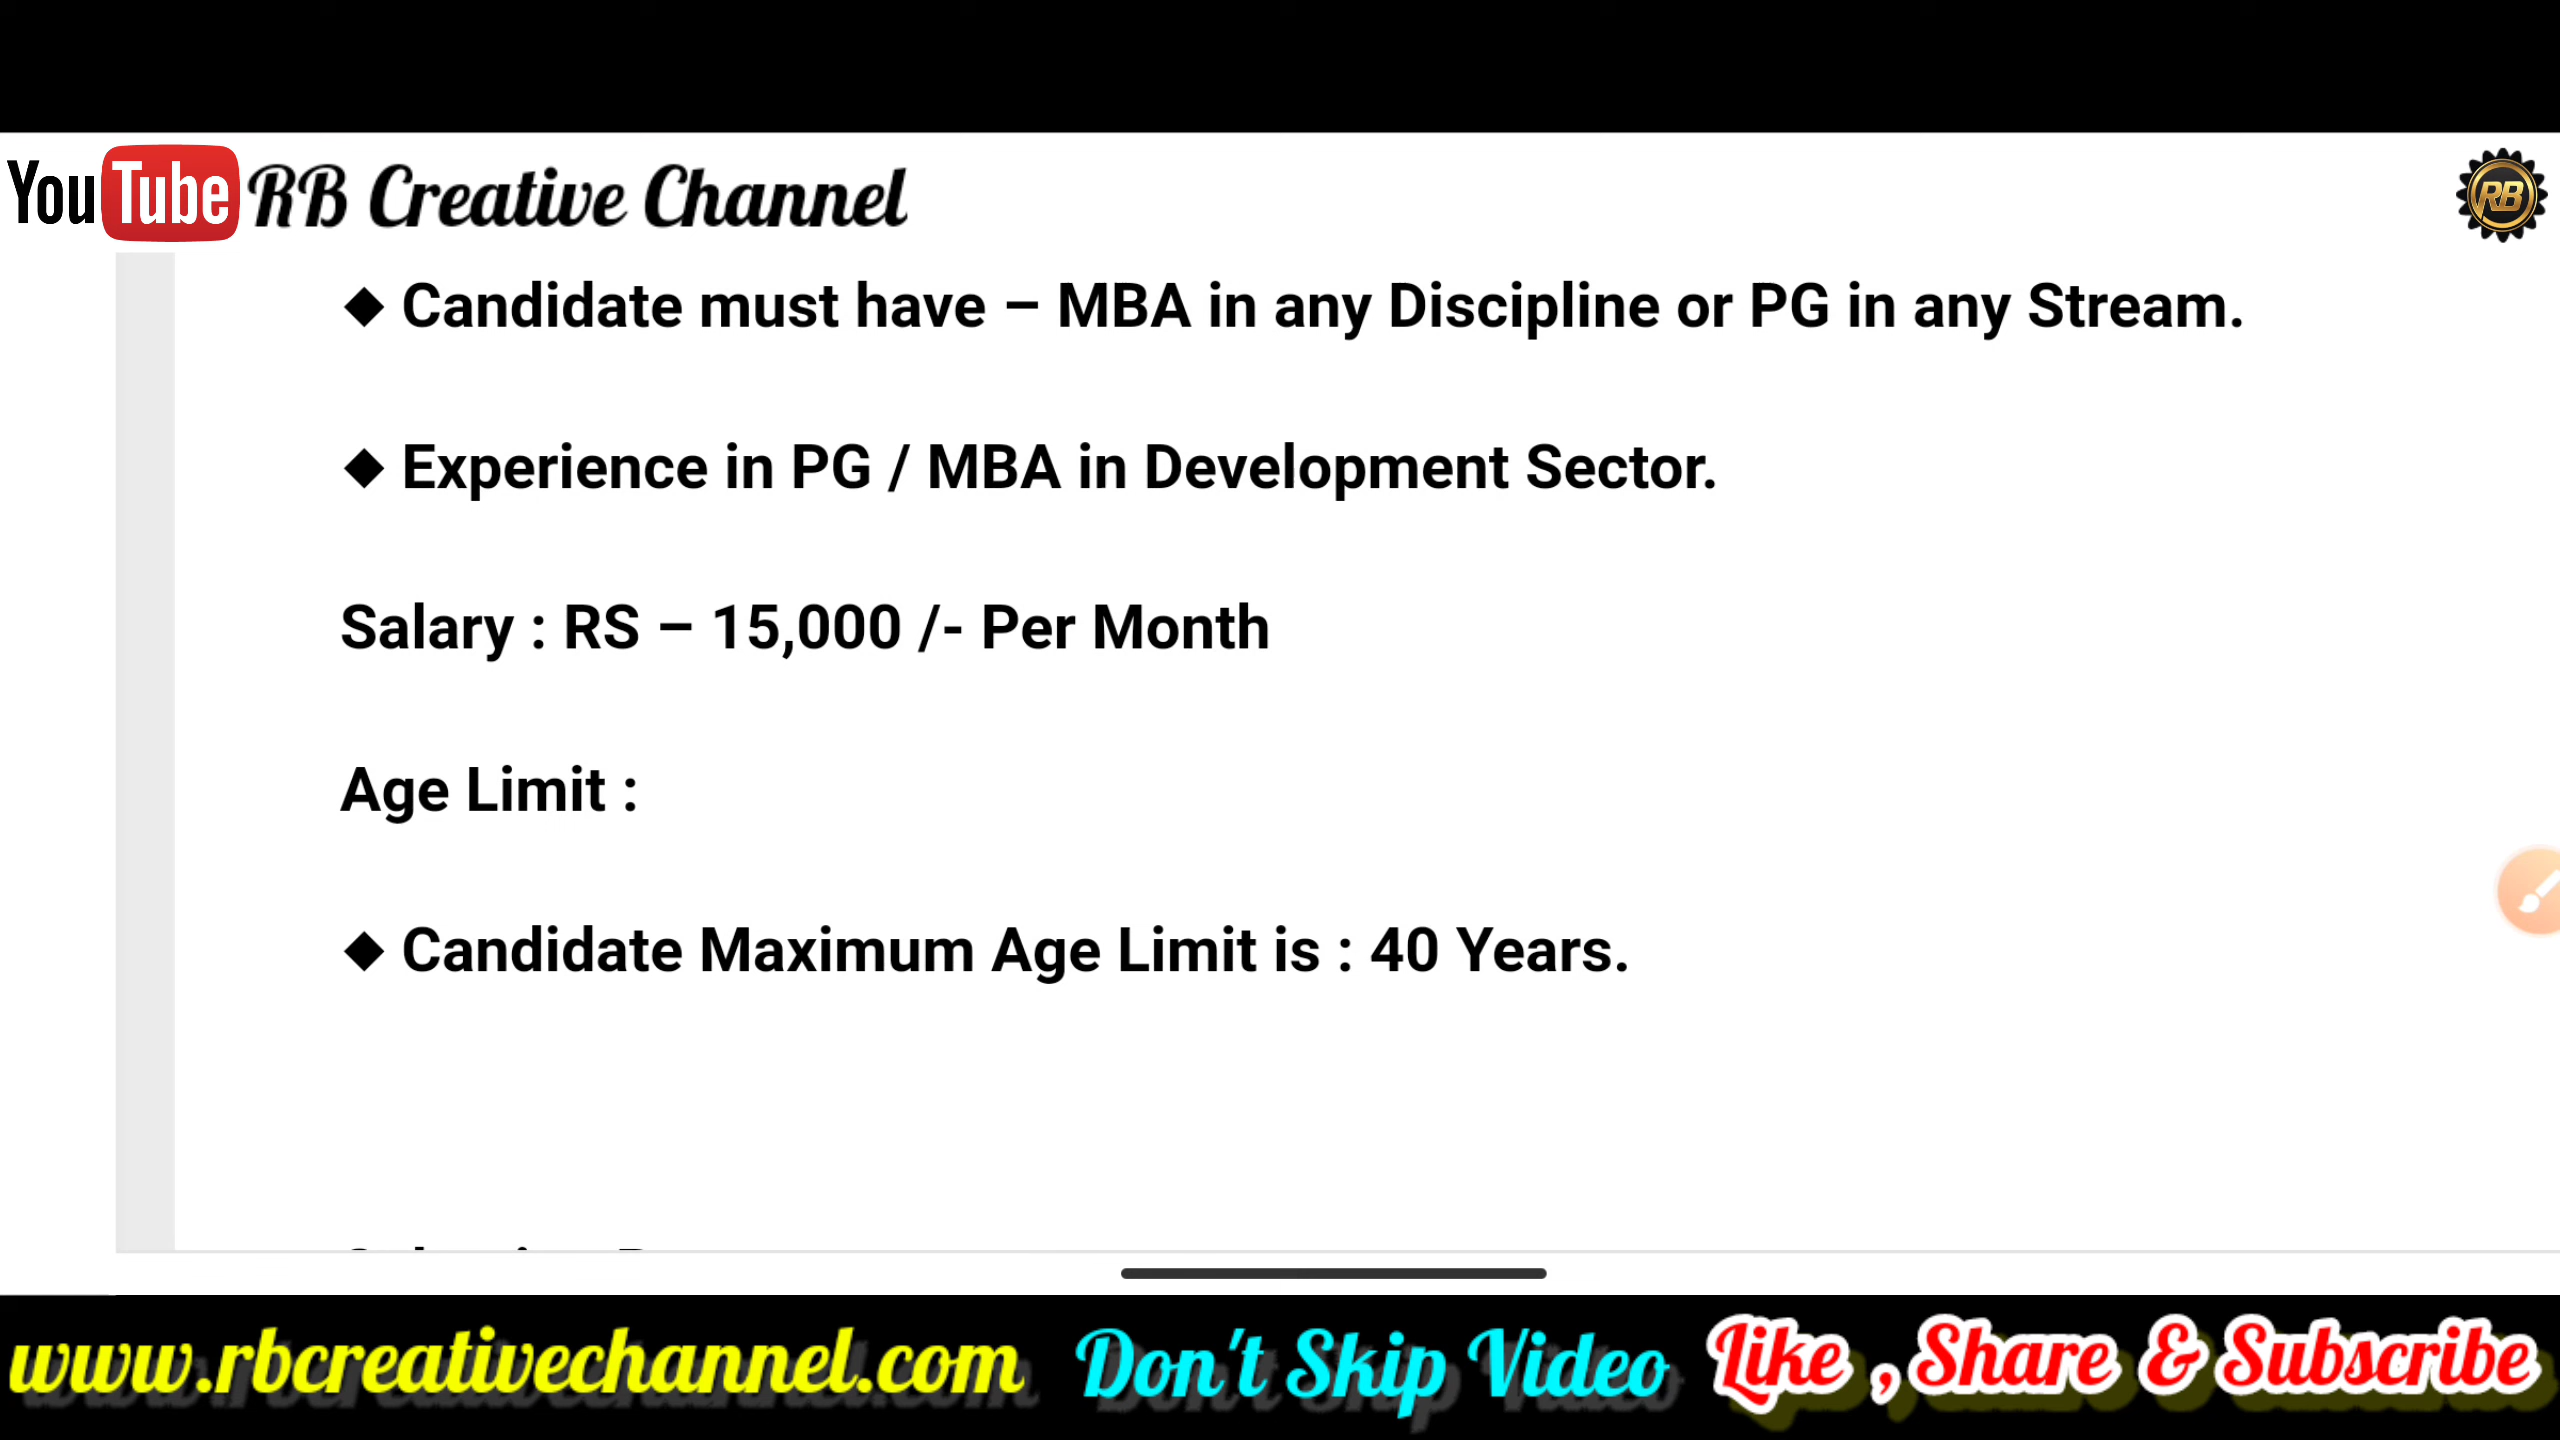 YouTube RB Creative Channel
RB
◆ Candidate must have – MBA in any Discipline or PG in any Stream.
◆ Experience in PG / MBA in Development Sector.
Salary : RS – 15,000 /- Per Month
Age Limit :
◆ Candidate Maximum Age Limit is : 40 Years.
www.rbcreativechannel.com Don't Skip Video Like , Share & Subscribe